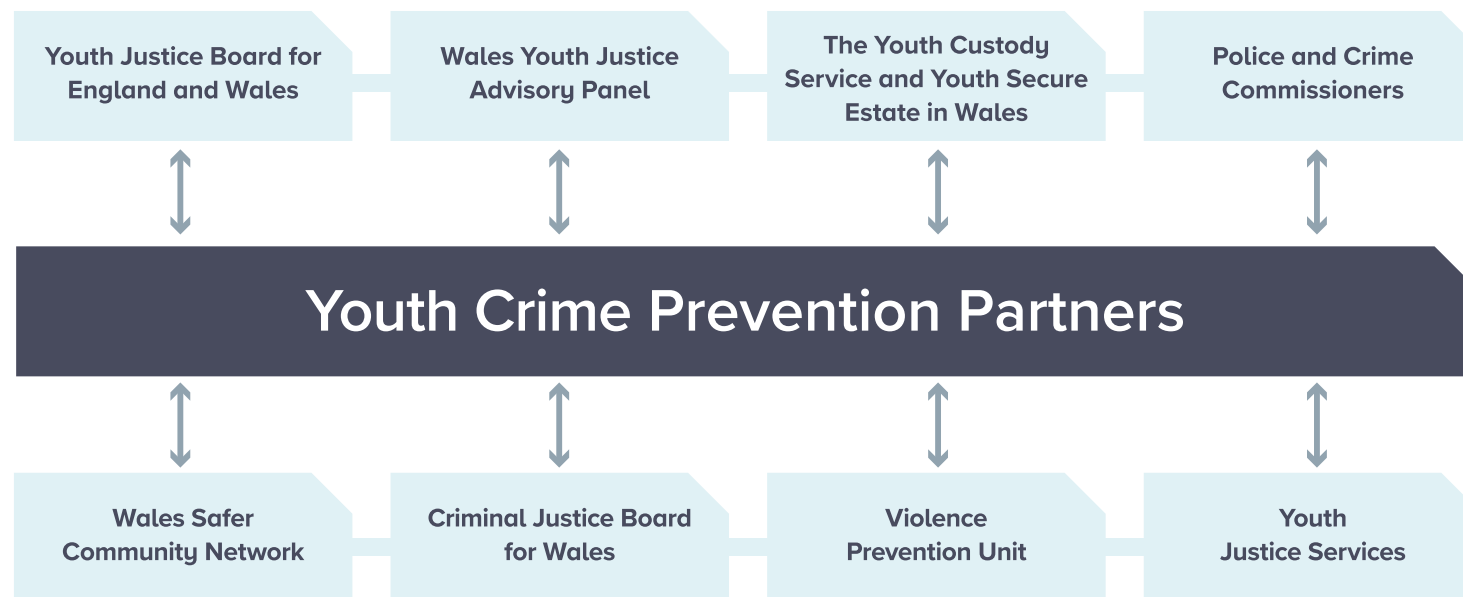 Youth Justice Board for
England and Wales
Wales Youth Justice
Advisory Panel
The Youth Custody
Service and Youth Secure
Estate in Wales
Police and Crime
Commissioners
Youth Crime Prevention Partners
Wales Safer
Community Network
Criminal Justice Board
for Wales
Violence
Prevention Unit
Youth
Justice Services